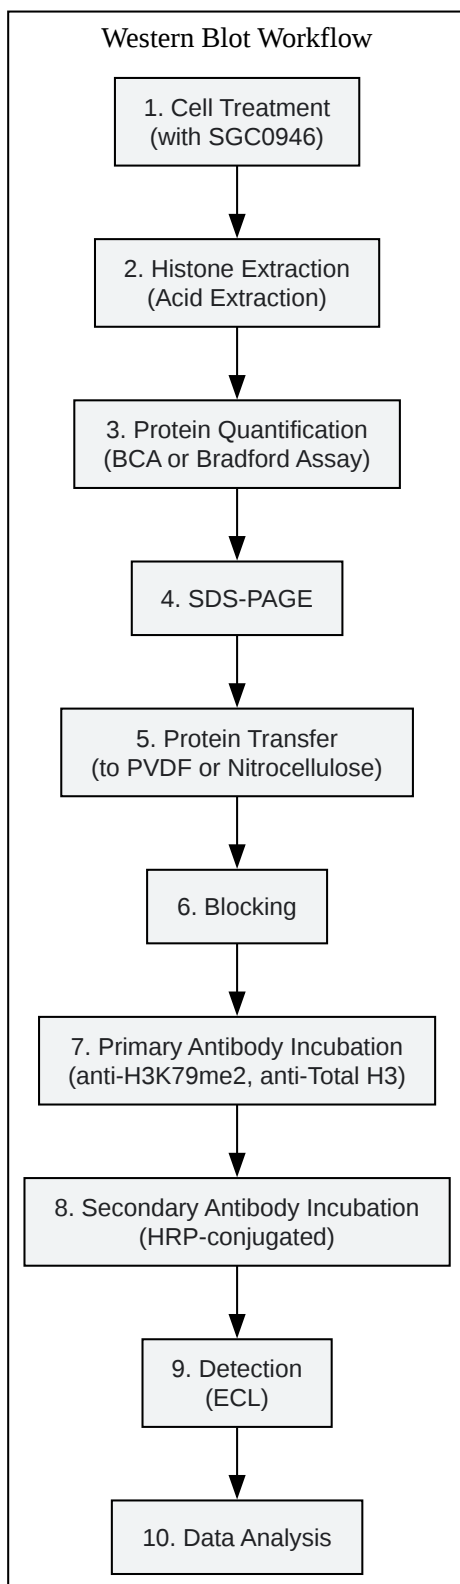 Western Blot Workflow
1. Cell Treatment
(with SGC0946)
2. Histone Extraction
(Acid Extraction)
3. Protein Quantification
(BCA or Bradford Assay)
4. SDS-PAGE
5. Protein Transfer
(to PVDF or Nitrocellulose)
6. Blocking
7. Primary Antibody Incubation
(anti-H3K79me2, anti-Total H3)
8. Secondary Antibody Incubation
(HRP-conjugated)
9. Detection
(ECL)
10. Data Analysis